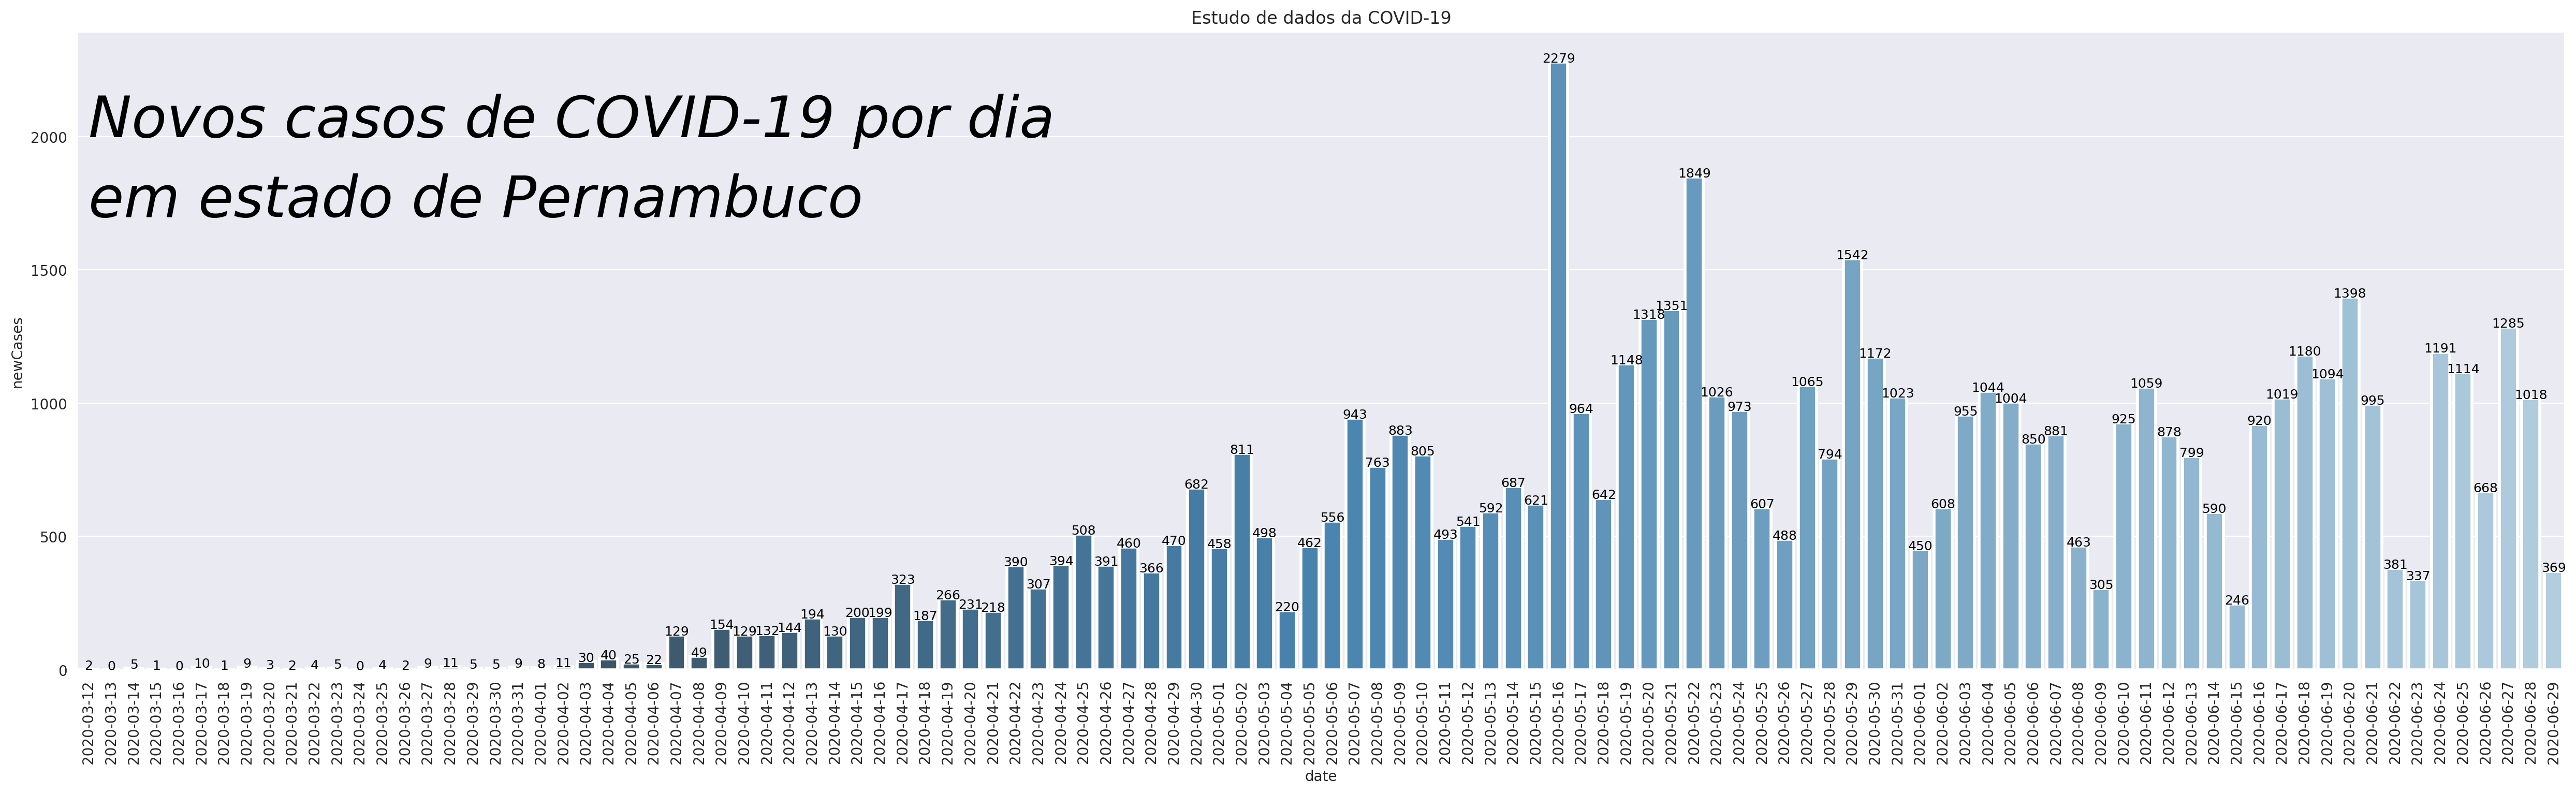 Estudo de dados da COVID-19
Novos casos de COVID-19 por dia
em estado de Pernambuco
newCases
2000
1500
1000
500
0
2 0 5 1 0 10 1 9 3 2 4 5 0 4 2 9 11 5 5 9 8 11 30 40 25 22 129 49 154 129 132 144 194 130 200 199 323 187 266 231 218 390 307 394 508 391 460 366 470 682 458 811 498 220 462 556 943 763 883 805 493 541 592 687 621 2279 964 642 1148 1318 1351 1849 1026 973 607 488 1065 794 1542 1172 1023 450 608 955 1044 1004 850 881 463 305 925 1059 878 799 590 246 920 1019 1180 1094 1398 995 381 337 1191 1114 668 1285 1018 369
2020-03-12 2020-03-13 2020-03-14 2020-03-15 2020-03-16 2020-03-17 2020-03-18 2020-03-19 2020-03-20 2020-03-21 2020-03-22 2020-03-23 2020-03-24 2020-03-25 2020-03-26 2020-03-27 2020-03-28 2020-03-29 2020-03-30 2020-03-31 2020-04-01 2020-04-02 2020-04-03 2020-04-04 2020-04-05 2020-04-06 2020-04-07 2020-04-08 2020-04-09 2020-04-10 2020-04-11 2020-04-12 2020-04-13 2020-04-14 2020-04-15 2020-04-16 2020-04-17 2020-04-18 2020-04-19 2020-04-20 2020-04-21 2020-04-22 2020-04-23 2020-04-24 2020-04-25 2020-04-26 2020-04-27 2020-04-28 2020-04-29 2020-04-30 2020-05-01 2020-05-02 2020-05-03 2020-05-04 2020-05-05 2020-05-06 2020-05-07 2020-05-08 2020-05-09 2020-05-10 2020-05-11 2020-05-12 2020-05-13 2020-05-14 2020-05-15 2020-05-16 2020-05-17 2020-05-18 2020-05-19 2020-05-20 2020-05-21 2020-05-22 2020-05-23 2020-05-24 2020-05-25 2020-05-26 2020-05-27 2020-05-28 2020-05-29 2020-05-30 2020-05-31 2020-06-01 2020-06-02 2020-06-03 2020-06-04 2020-06-05 2020-06-06 2020-06-07 2020-06-08 2020-06-09 2020-06-10 2020-06-11 2020-06-12 2020-06-13 2020-06-14 2020-06-15 2020-06-16 2020-06-17 2020-06-18 2020-06-19 2020-06-20 2020-06-21 2020-06-22 2020-06-23 2020-06-24 2020-06-25 2020-06-26 2020-06-27 2020-06-28 2020-06-29
date